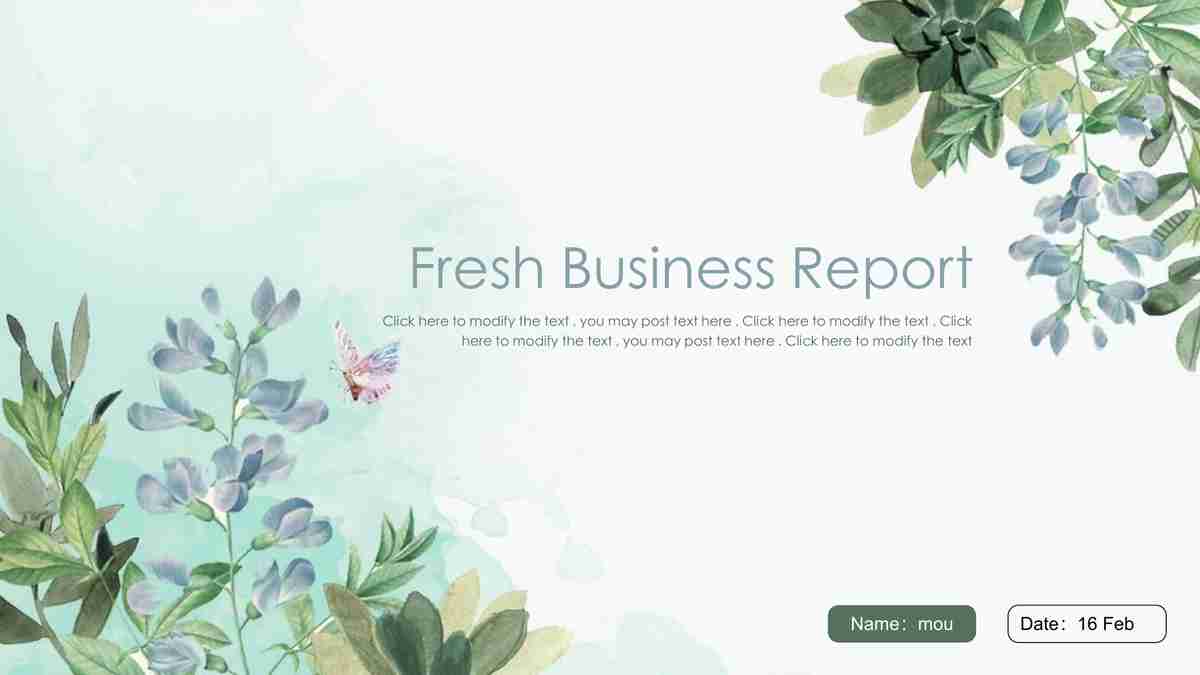 Fresh Business Report
Click here to modify the text , you may post text here . Click here to modify the text . Click
here to modify the text , you may post text here . Click here to modify the text
Name：mou
Date：16 Feb